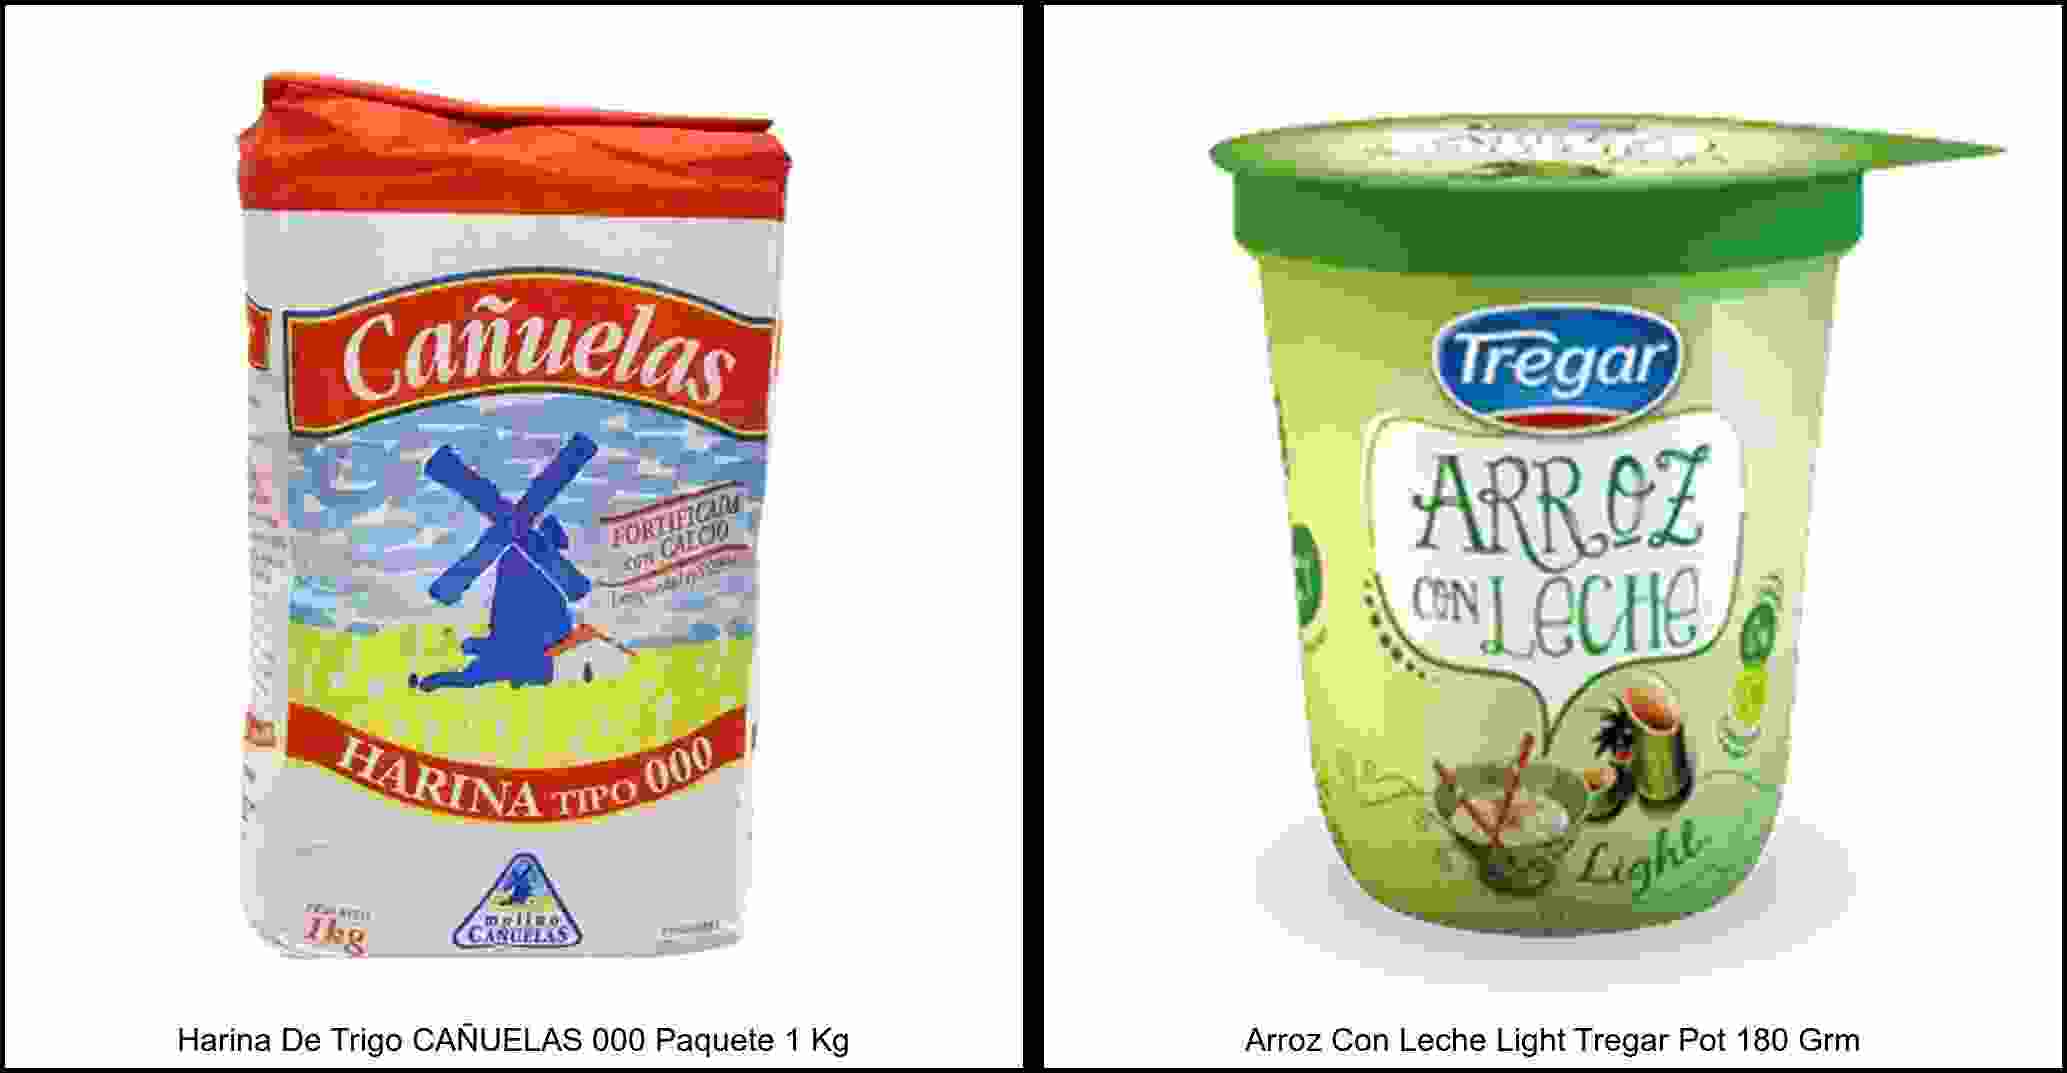 Cañuelas
FORTIFICADA
con CALCIO
HARINA TIPO 000
1kg
molino
CAÑUELAS
Harina De Trigo CAÑUELAS 000 Paquete 1 Kg
Tregar
ARROZ
CON LECHE
Light
Arroz Con Leche Light Tregar Pot 180 Grm